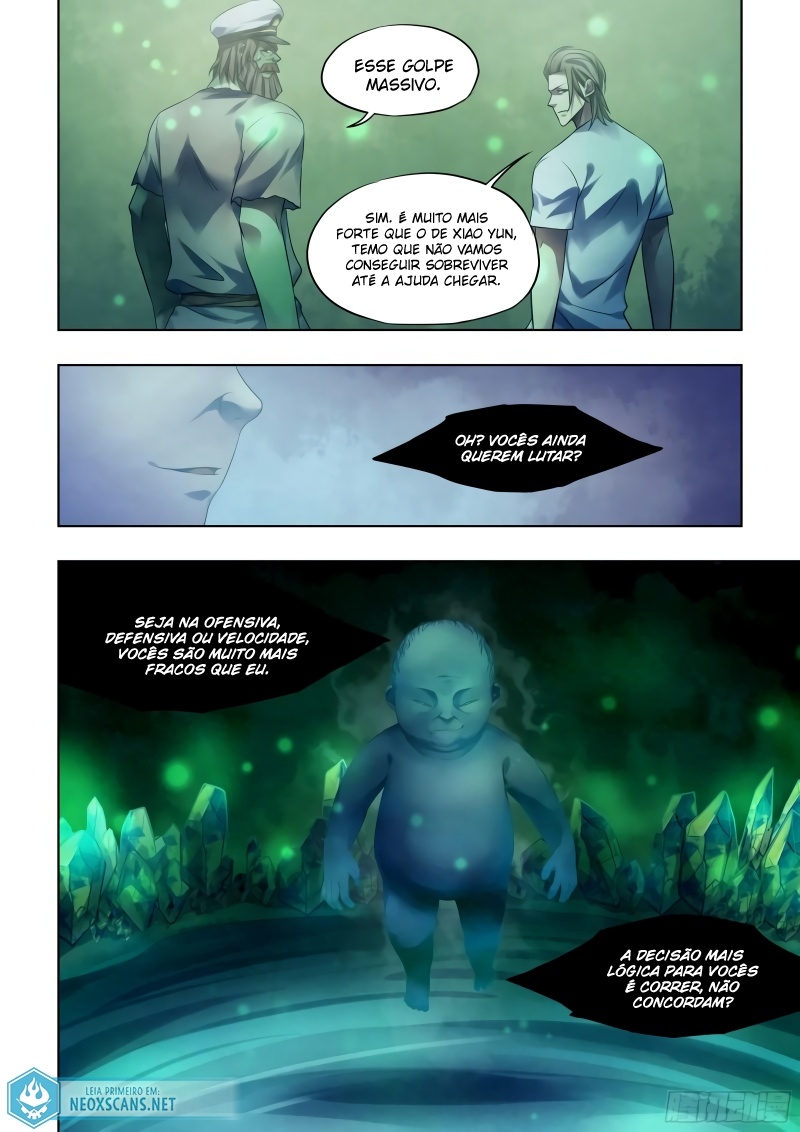 ESSE GOLPE
MASSIVO.
SIM. É MUITO MAIS
FORTE QUE O DE XIAO YUN,
TEMO QUE NÃO VAMOS
CONSEGUIR SOBREVIVER
ATÉ A AJUDA CHEGAR.
OH? VOCÊS AINDA
QUEREM LUTAR?
SEJA NA OFENSIVA,
DEFENSIVA OU VELOCIDADE,
VOCÊS SÃO MUITO MAIS
FRACOS QUE EU.
A DECISÃO MAIS
LÓGICA PARA VOCÊS
É CORRER, NÃO
CONCORDAM?
LEIA PRIMEIRO EM:
NEOXSCANS.NET